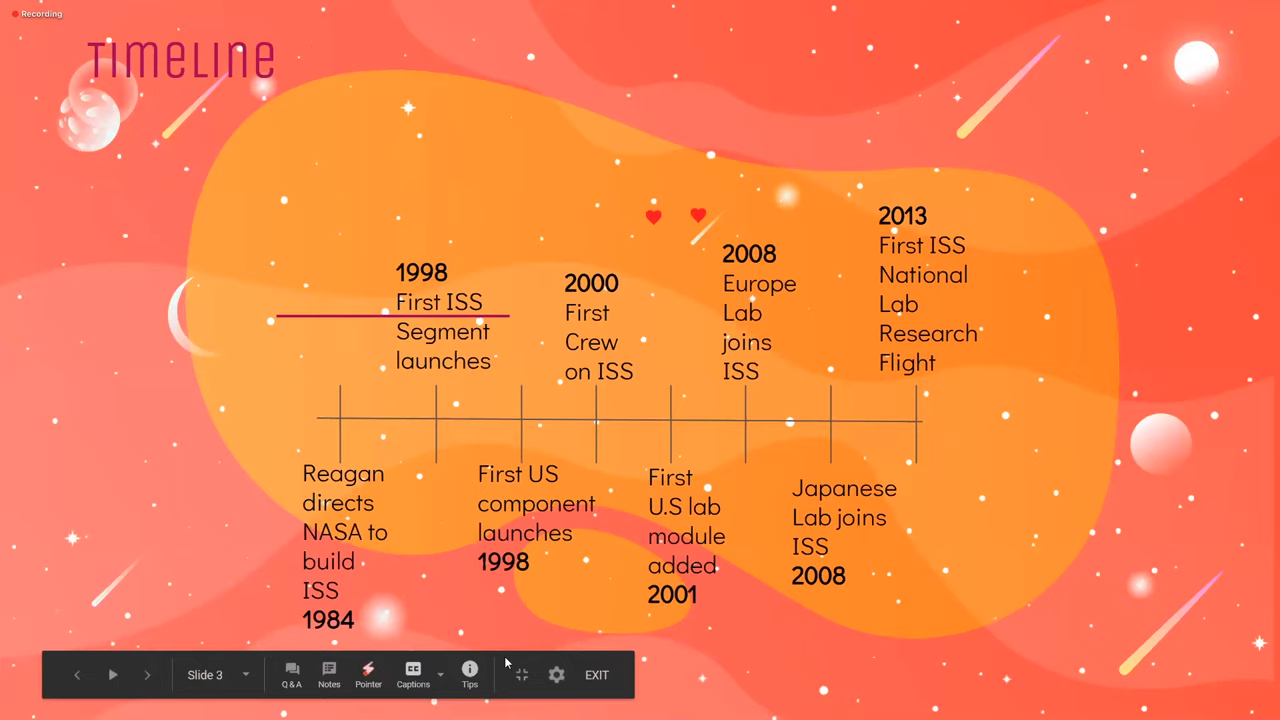 Recording
TIMELINE
1998
First ISS
Segment
launches
2000
First
Crew
on ISS
2008
Europe
Lab
joins
ISS
2013
First ISS
National
Lab
Research
Flight
Reagan
directs
NASA to
build
ISS
1984
First US
component
launches
1998
First
U.S lab
module
added
2001
Japanese
Lab joins
ISS
2008
Slide 3
Q & A
Notes
Pointer
CC
Captions
Tips
EXIT